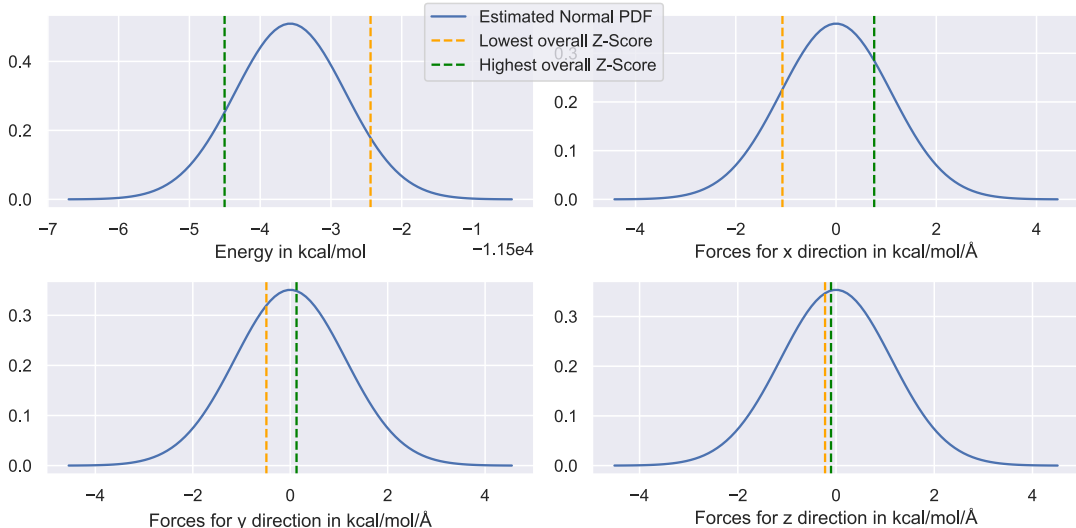 Estimated Normal PDF
Lowest overall Z-Score
Highest overall Z-Score
0.4
0.2
0.0
−7 −6 −5 −4 −3 −2 −1
−1.15e4
Energy in kcal/mol
0.3
0.2
0.1
0.0
−4 −2 0 2 4
Forces for x direction in kcal/mol/Å
0.3
0.2
0.1
0.0
−4 −2 0 2 4
Forces for y direction in kcal/mol/Å
0.3
0.2
0.1
0.0
−4 −2 0 2 4
Forces for z direction in kcal/mol/Å